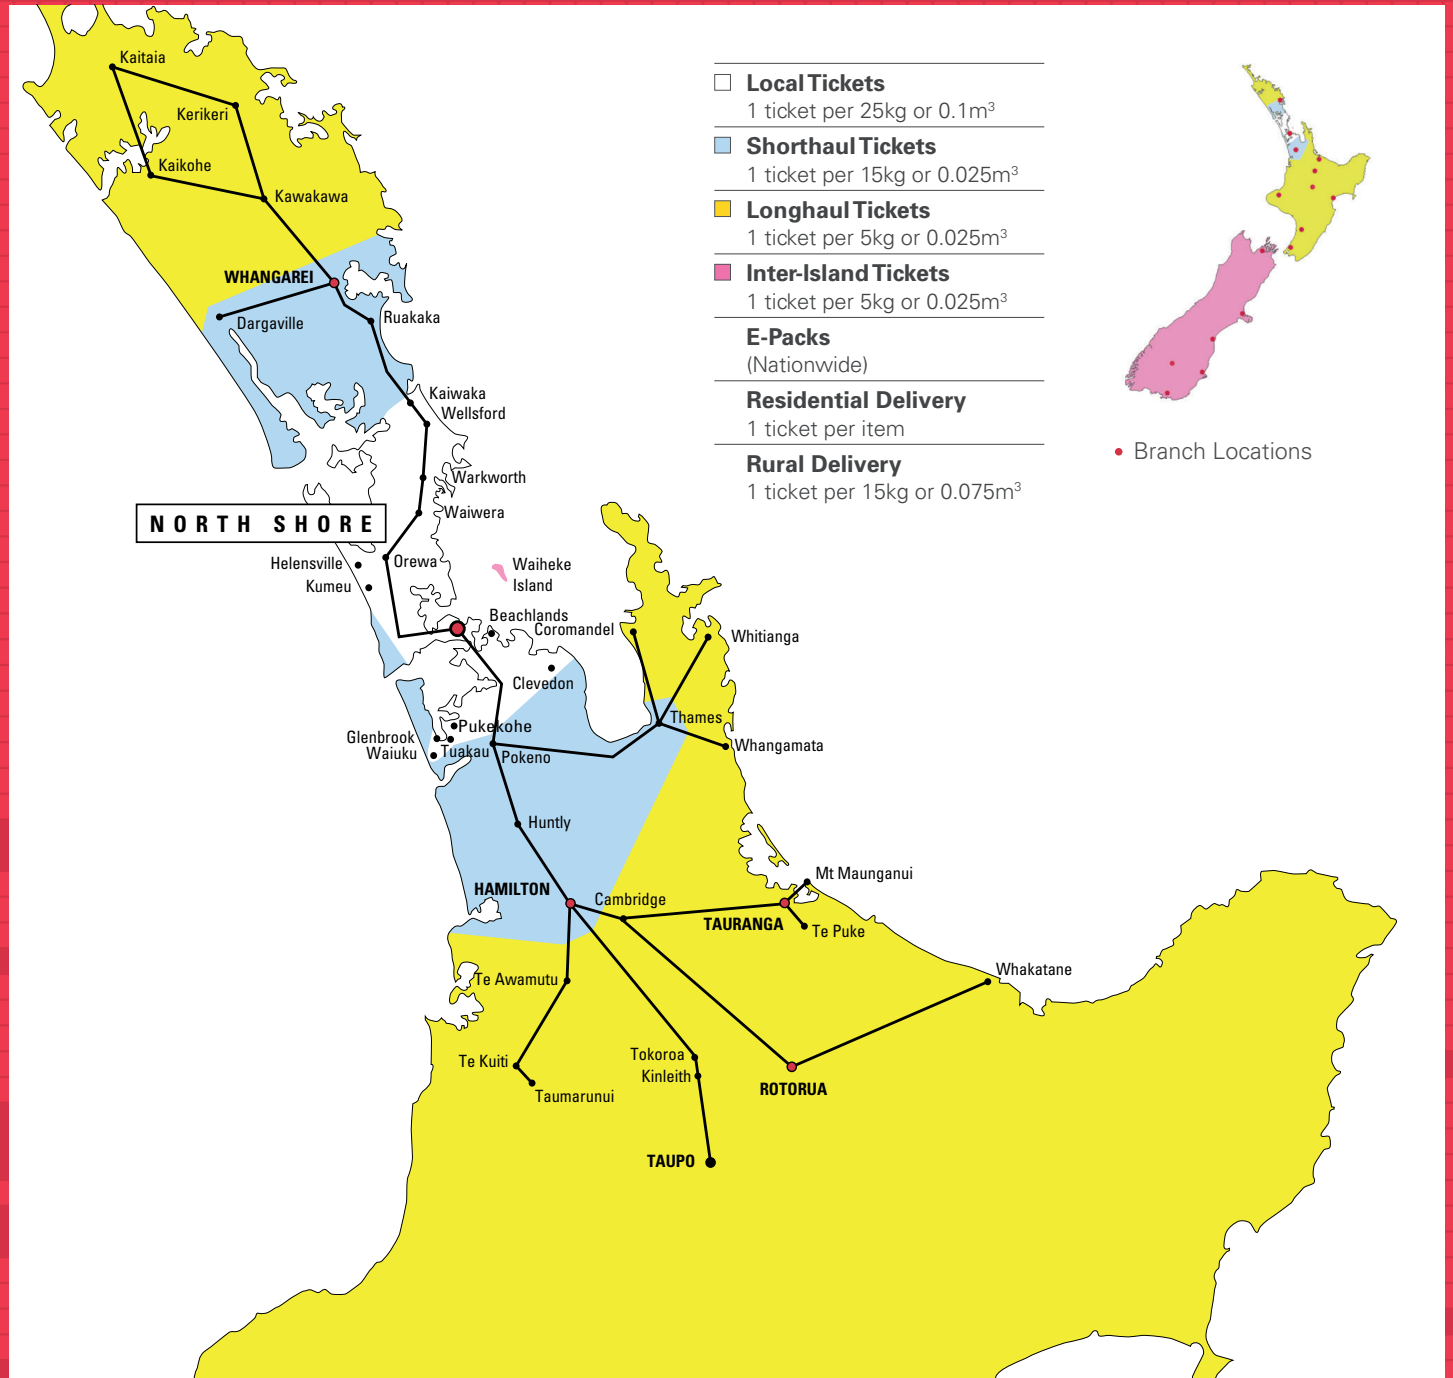 Kaitaia
Kerikeri
Kaikohe
Kawakawa
WHANGAREI
Dargaville
Ruakaka
Kaiwaka
Wellsford
Warkworth
Waiwera
NORTH SHORE
Helensville
Orewa
Kumeu
Waiheke
Island
Beachlands
Coromandel
Whitianga
Clevedon
Thames
Pukekohe
Glenbrook
Waiuku
Tuakau
Pokeno
Whangamata
Huntly
Mt Maunganui
HAMILTON
Cambridge
TAURANGA
Te Puke
Whakatane
Te Awamutu
Te Kuiti
Taumarunui
Tokoroa
Kinleith
ROTORUA
TAUPO
Local Tickets
1 ticket per 25kg or 0.1m³
Shorthaul Tickets
1 ticket per 15kg or 0.025m³
Longhaul Tickets
1 ticket per 5kg or 0.025m³
Inter-Island Tickets
1 ticket per 5kg or 0.025m³
E-Packs
(Nationwide)
Residential Delivery
1 ticket per item
Rural Delivery
1 ticket per 15kg or 0.075m³
Branch Locations